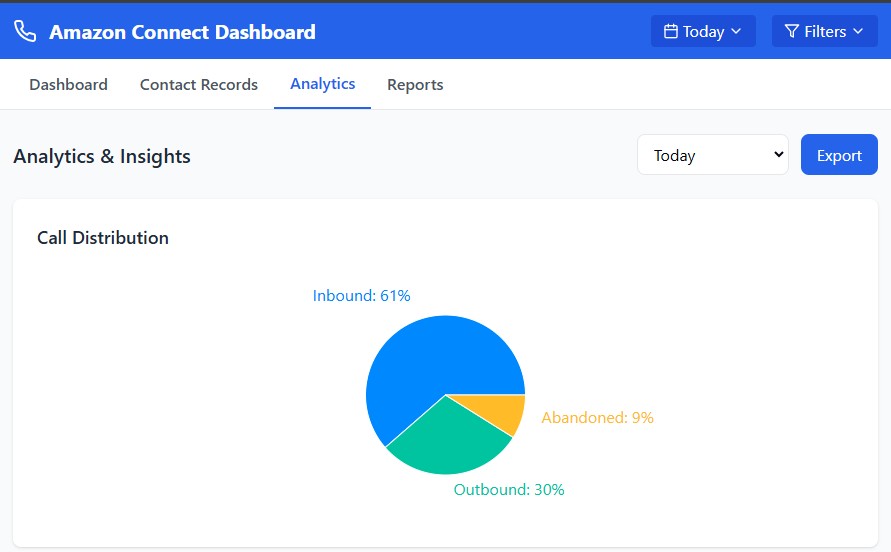 Amazon Connect Dashboard
Today
Filters
Dashboard
Contact Records
Analytics
Reports
Analytics & Insights
Today
Export
Call Distribution
Inbound: 61%
Abandoned: 9%
Outbound: 30%